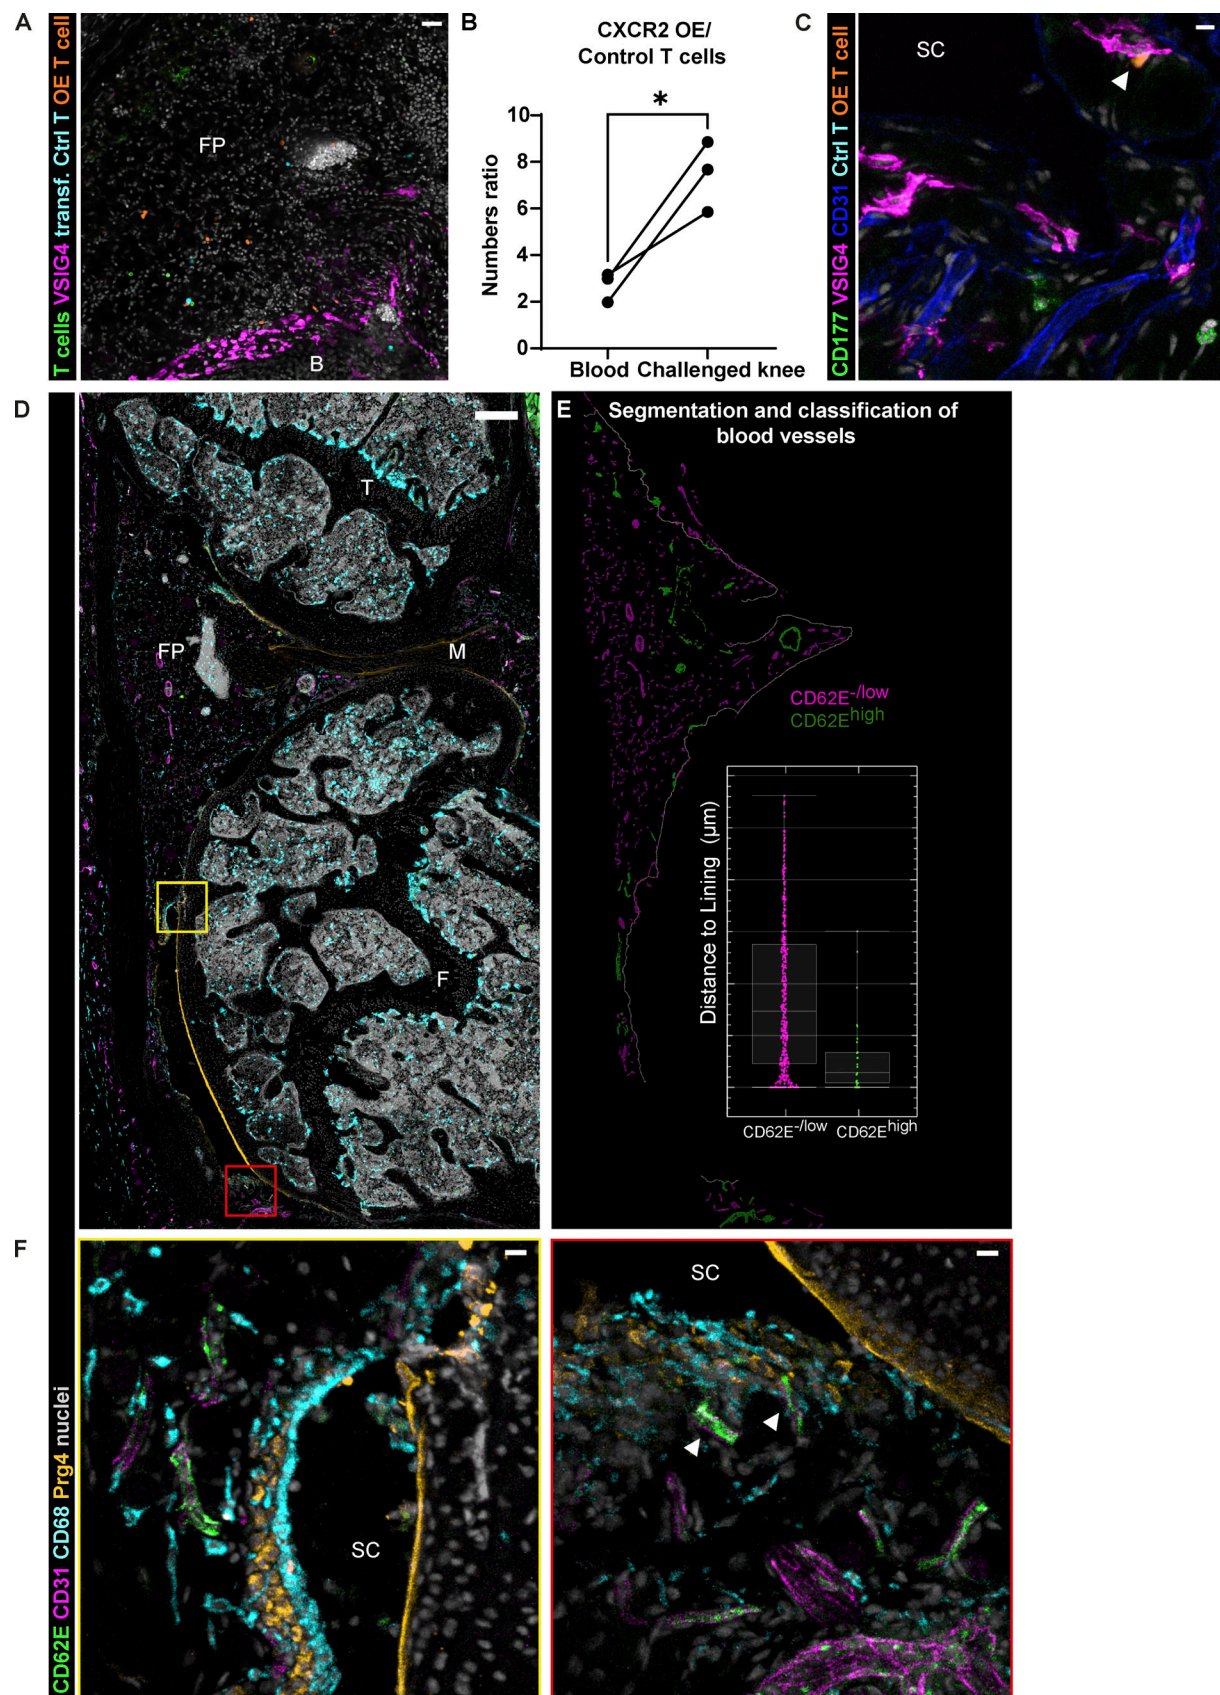 A
T cells VSIG4 transf. Ctrl T OE T cell
FP
B
B
CXCR2 OE/
Control T cells
*
Numbers ratio
10
8
6
4
2
0
Blood Challenged knee
C
CD177 VSIG4 CD31 Ctrl T OE T cell
SC
D
T
FP
M
F
E
Segmentation and classification of
blood vessels
CD62E-/low
CD62Ehigh
Distance to Lining (µm)
CD62E-/low CD62Ehigh
F
CD62E CD31 CD68 Prg4 nuclei
SC
SC